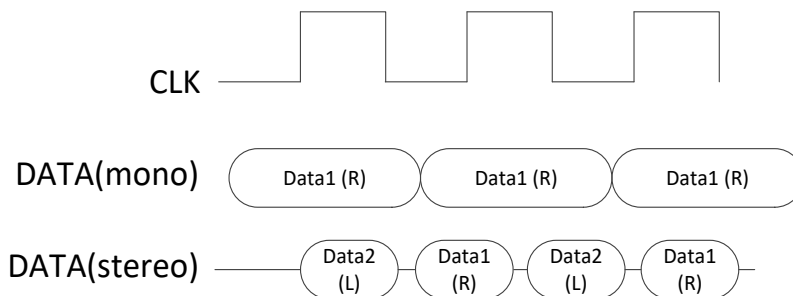 CLK
DATA(mono)
Data1 (R)
Data1 (R)
Data1 (R)
DATA(stereo)
Data2
(L)
Data1
(R)
Data2
(L)
Data1
(R)